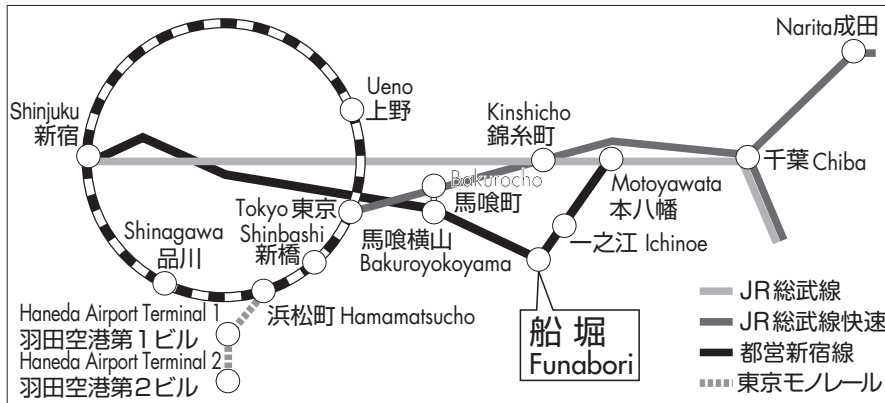 Narita成田
Ueno
上野
Shinjuku
新宿
Kinshicho
錦糸町
千葉 Chiba
Bakurocho
馬喰町
Motoyawata
本八幡
Tokyo 東京
Shinbashi
新橋
Shinagawa
品川
馬喰横山
Bakuroyokoyama
一之江 Ichinoe
Haneda Airport Terminal 1
羽田空港第1ビル
Haneda Airport Terminal 2
羽田空港第2ビル
浜松町 Hamamatsucho
船堀
Funabori
JR総武線
JR総武線快速
都営新宿線
東京モノレール